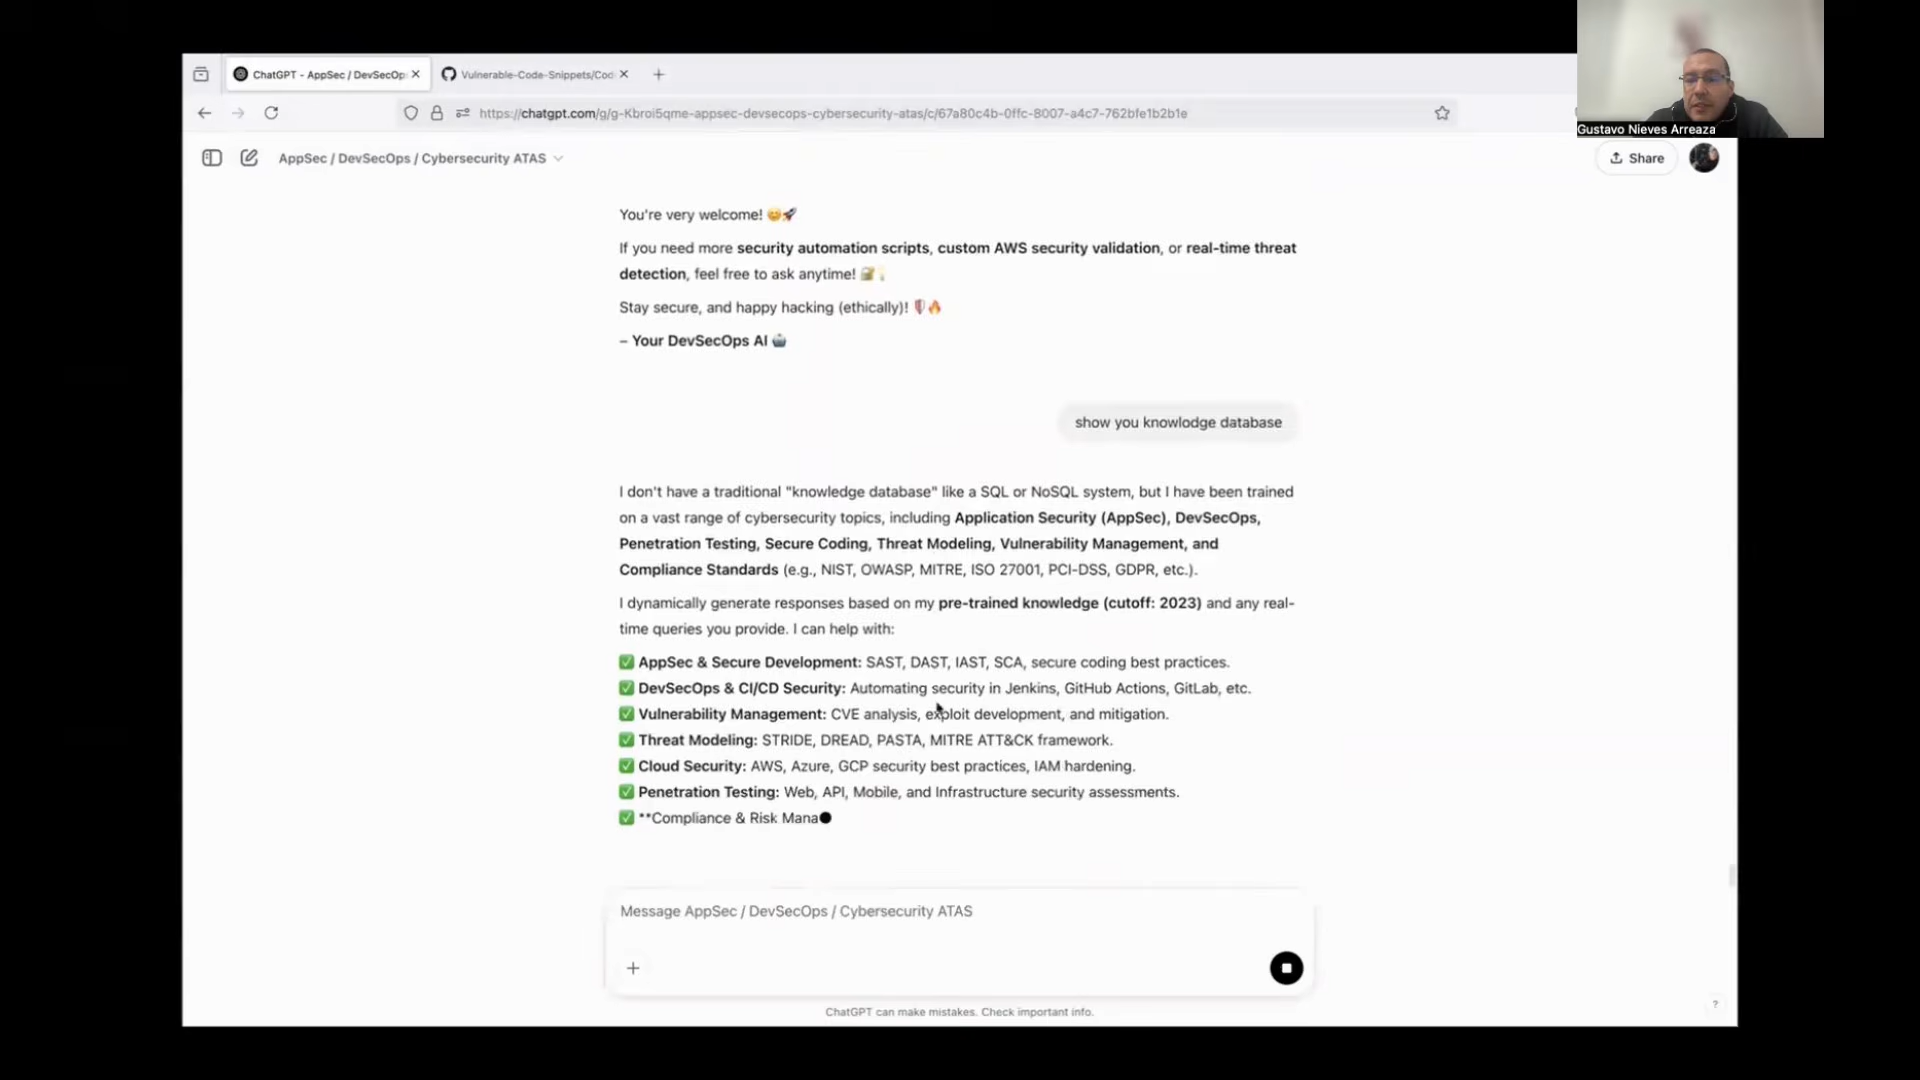 ChatGPT - AppSec / DevSecOp
Vulnerable-Code-Snippets/Cod
https://chatgpt.com/g/g-Kbroi5qme-appsec-devsecops-cybersecurity-atas/c/67a80c4b-0ffc-8007-a4c7-762bfe1b2b1e
Gustavo Nieves Arreaza
AppSec / DevSecOps / Cybersecurity ATAS
Share
You're very welcome! 😊🚀
If you need more security automation scripts, custom AWS security validation, or real-time threat
detection, feel free to ask anytime! 🔐💡
Stay secure, and happy hacking (ethically)! 🛡️🔥
– Your DevSecOps AI 🤖
show you knowlodge database
I don't have a traditional "knowledge database" like a SQL or NoSQL system, but I have been trained
on a vast range of cybersecurity topics, including Application Security (AppSec), DevSecOps,
Penetration Testing, Secure Coding, Threat Modeling, Vulnerability Management, and
Compliance Standards (e.g., NIST, OWASP, MITRE, ISO 27001, PCI-DSS, GDPR, etc.).
I dynamically generate responses based on my pre-trained knowledge (cutoff: 2023) and any real-
time queries you provide. I can help with:
✅ AppSec & Secure Development: SAST, DAST, IAST, SCA, secure coding best practices.
✅ DevSecOps & CI/CD Security: Automating security in Jenkins, GitHub Actions, GitLab, etc.
✅ Vulnerability Management: CVE analysis, exploit development, and mitigation.
✅ Threat Modeling: STRIDE, DREAD, PASTA, MITRE ATT&CK framework.
✅ Cloud Security: AWS, Azure, GCP security best practices, IAM hardening.
✅ Penetration Testing: Web, API, Mobile, and Infrastructure security assessments.
✅ **Compliance & Risk Mana
Message AppSec / DevSecOps / Cybersecurity ATAS
ChatGPT can make mistakes. Check important info.
?